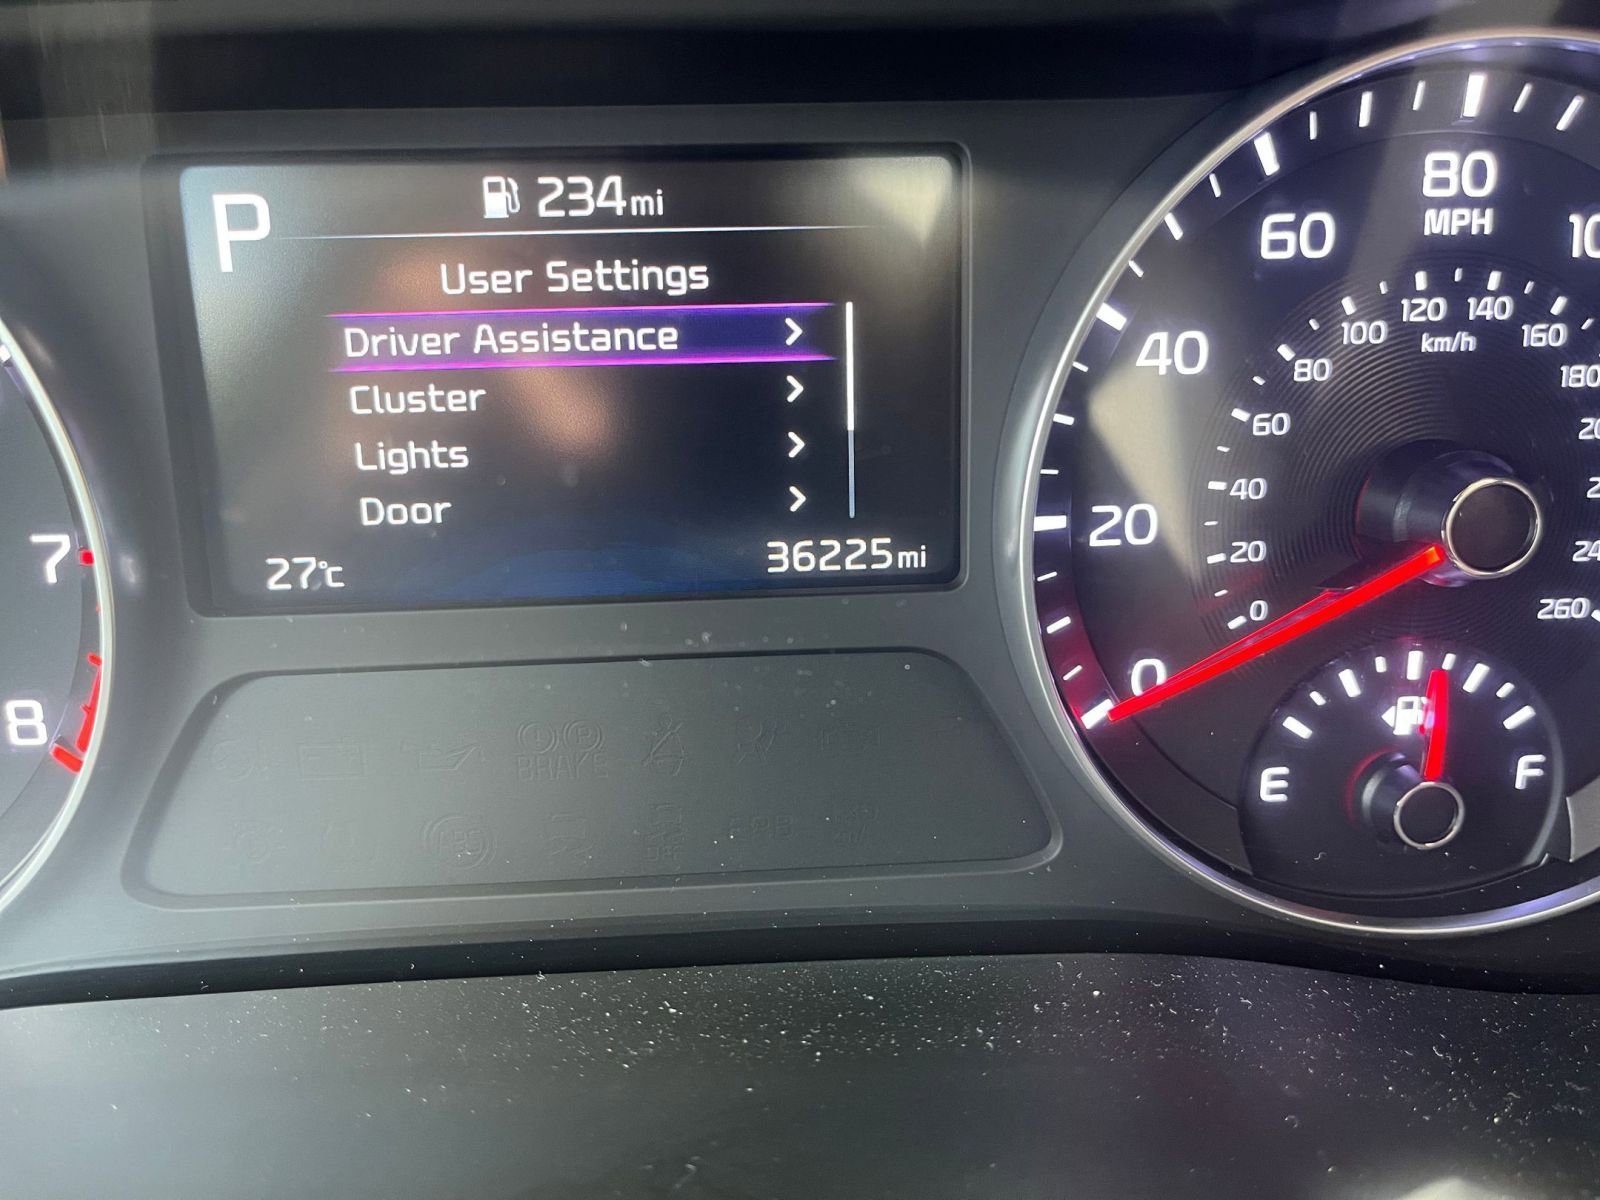 P
234mi
User Settings
Driver Assistance
Cluster
Lights
Door
27°C
36225mi
7
8
0
20
40
60
80
MPH
0
20
40
60
80
100
120
140
160
180
260
km/h
E
F
BRAKE
ABS